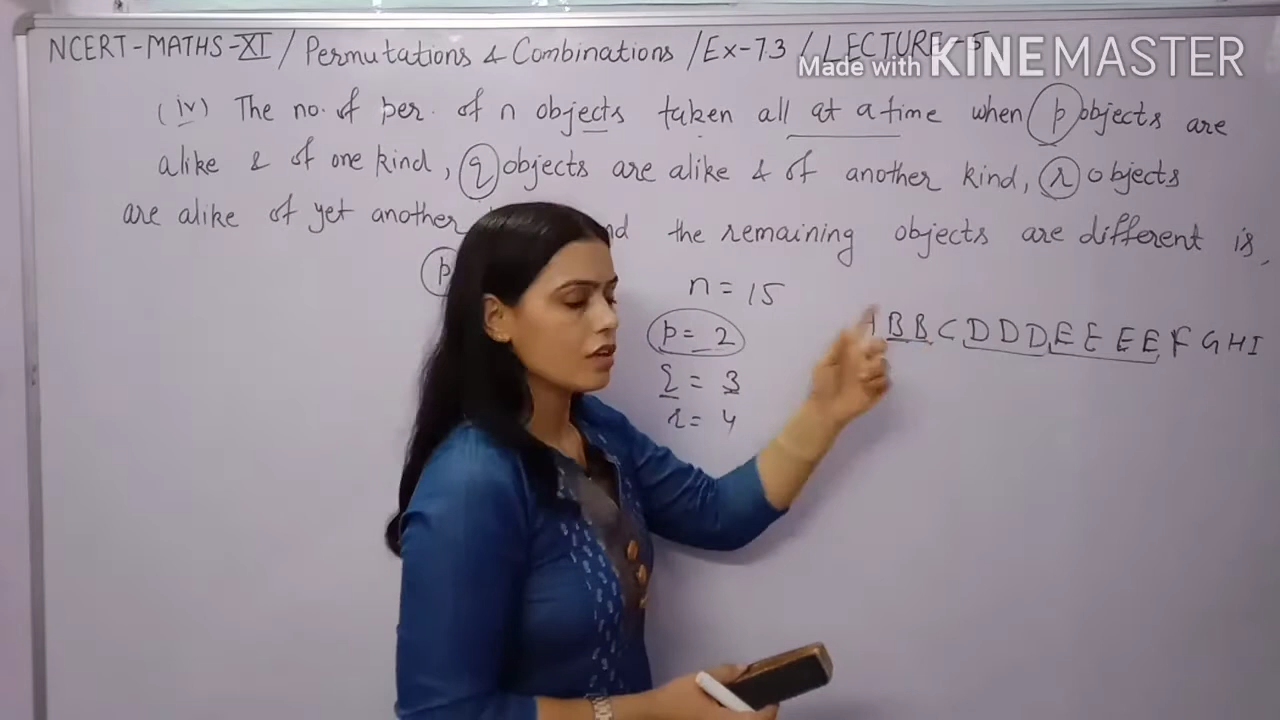 NCERT-MATHS-XI / Permutations & Combinations / Ex-7.3 / LECTURE-5
Made with KINEMASTER
(iv) The no. of per. of n objects taken all at a time when p objects are
alike & of one kind, q objects are alike & of another kind, r objects
are alike of yet another the remaining objects are different is,
p
n = 15
p = 2
q = 3
r = 4
B B C D D D E E E E F G H I